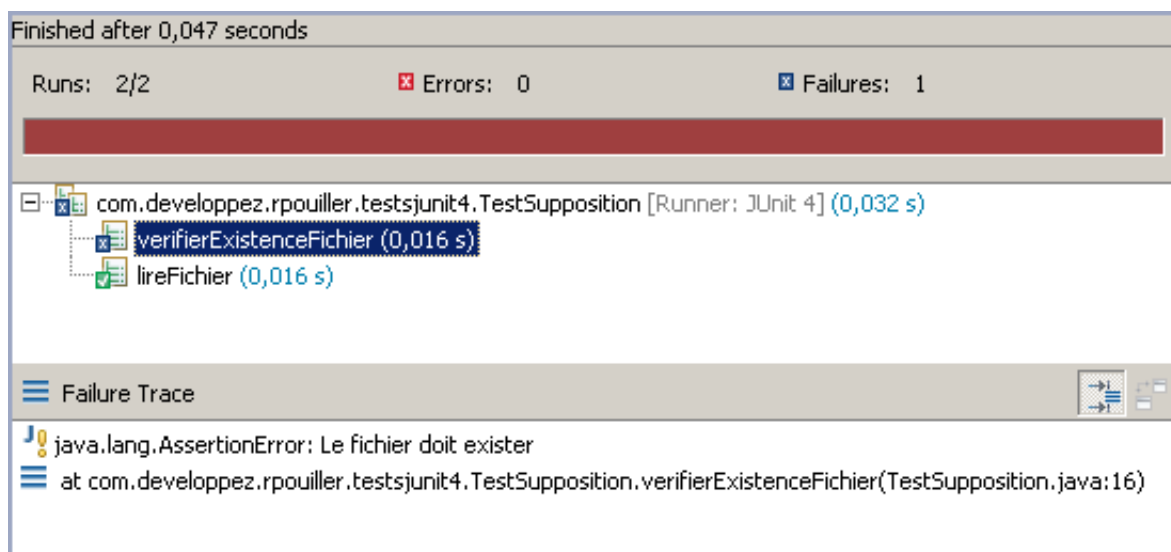 Finished after 0,047 seconds
Runs: 2/2 Errors: 0 Failures: 1
com.developpez.rpouiller.testsjunit4.TestSupposition [Runner: JUnit 4] (0,032 s)
verifierExistenceFichier (0,016 s)
lireFichier (0,016 s)
Failure Trace
java.lang.AssertionError: Le fichier doit exister
at com.developpez.rpouiller.testsjunit4.TestSupposition.verifierExistenceFichier(TestSupposition.java:16)